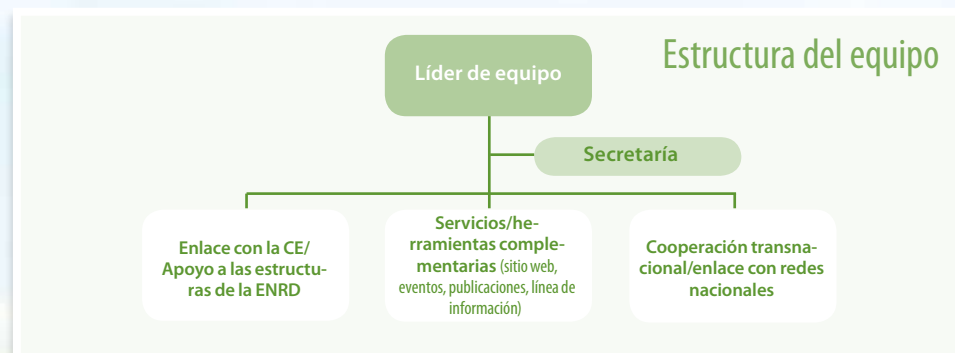 Estructura del equipo
Líder de equipo
Secretaría
Enlace con la CE/
Apoyo a las estructu-
ras de la ENRD
Servicios/he-
rramientas comple-
mentarias (sitio web,
eventos, publicaciones, línea de
información)
Cooperación transna-
cional/enlace con redes
nacionales